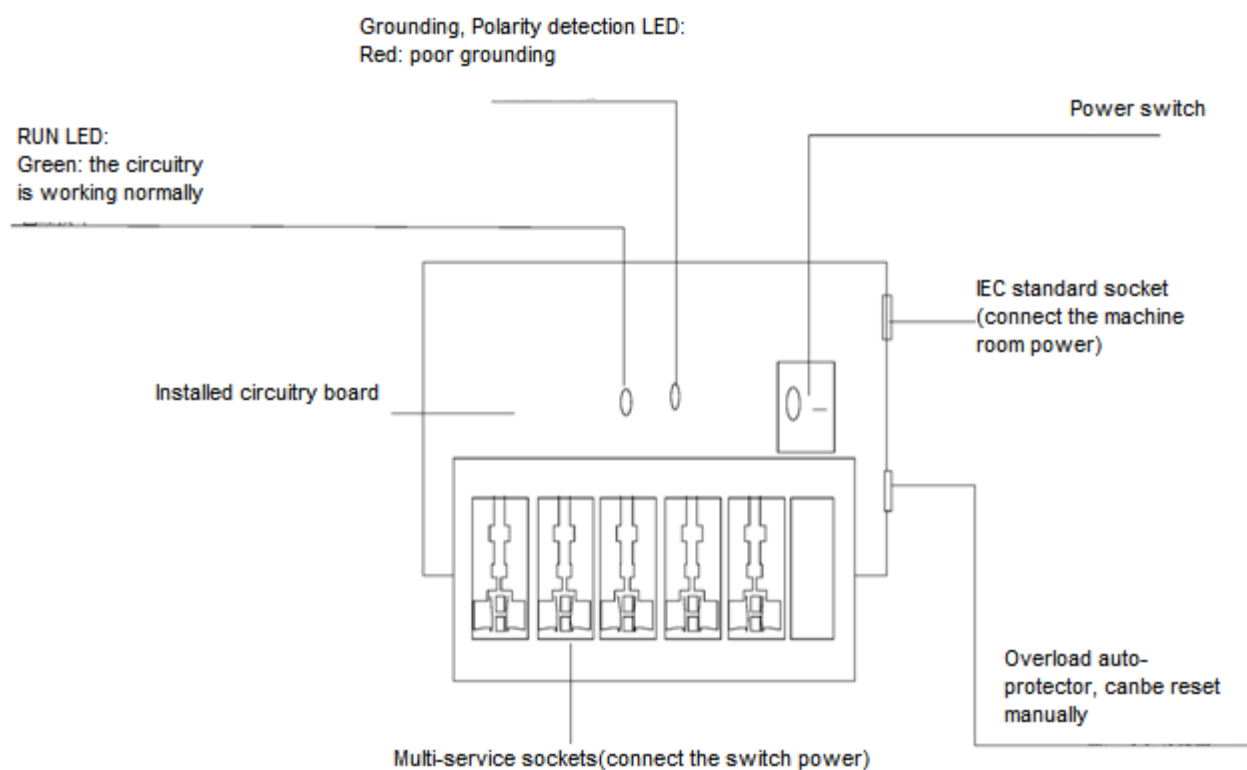 Grounding, Polarity detection LED:
Red: poor grounding
Power switch
RUN LED:
Green: the circuitry
is working normally
IEC standard socket
(connect the machine
room power)
Installed circuitry board
Overload auto-
protector, canbe reset
manually
Multi-service sockets(connect the switch power)